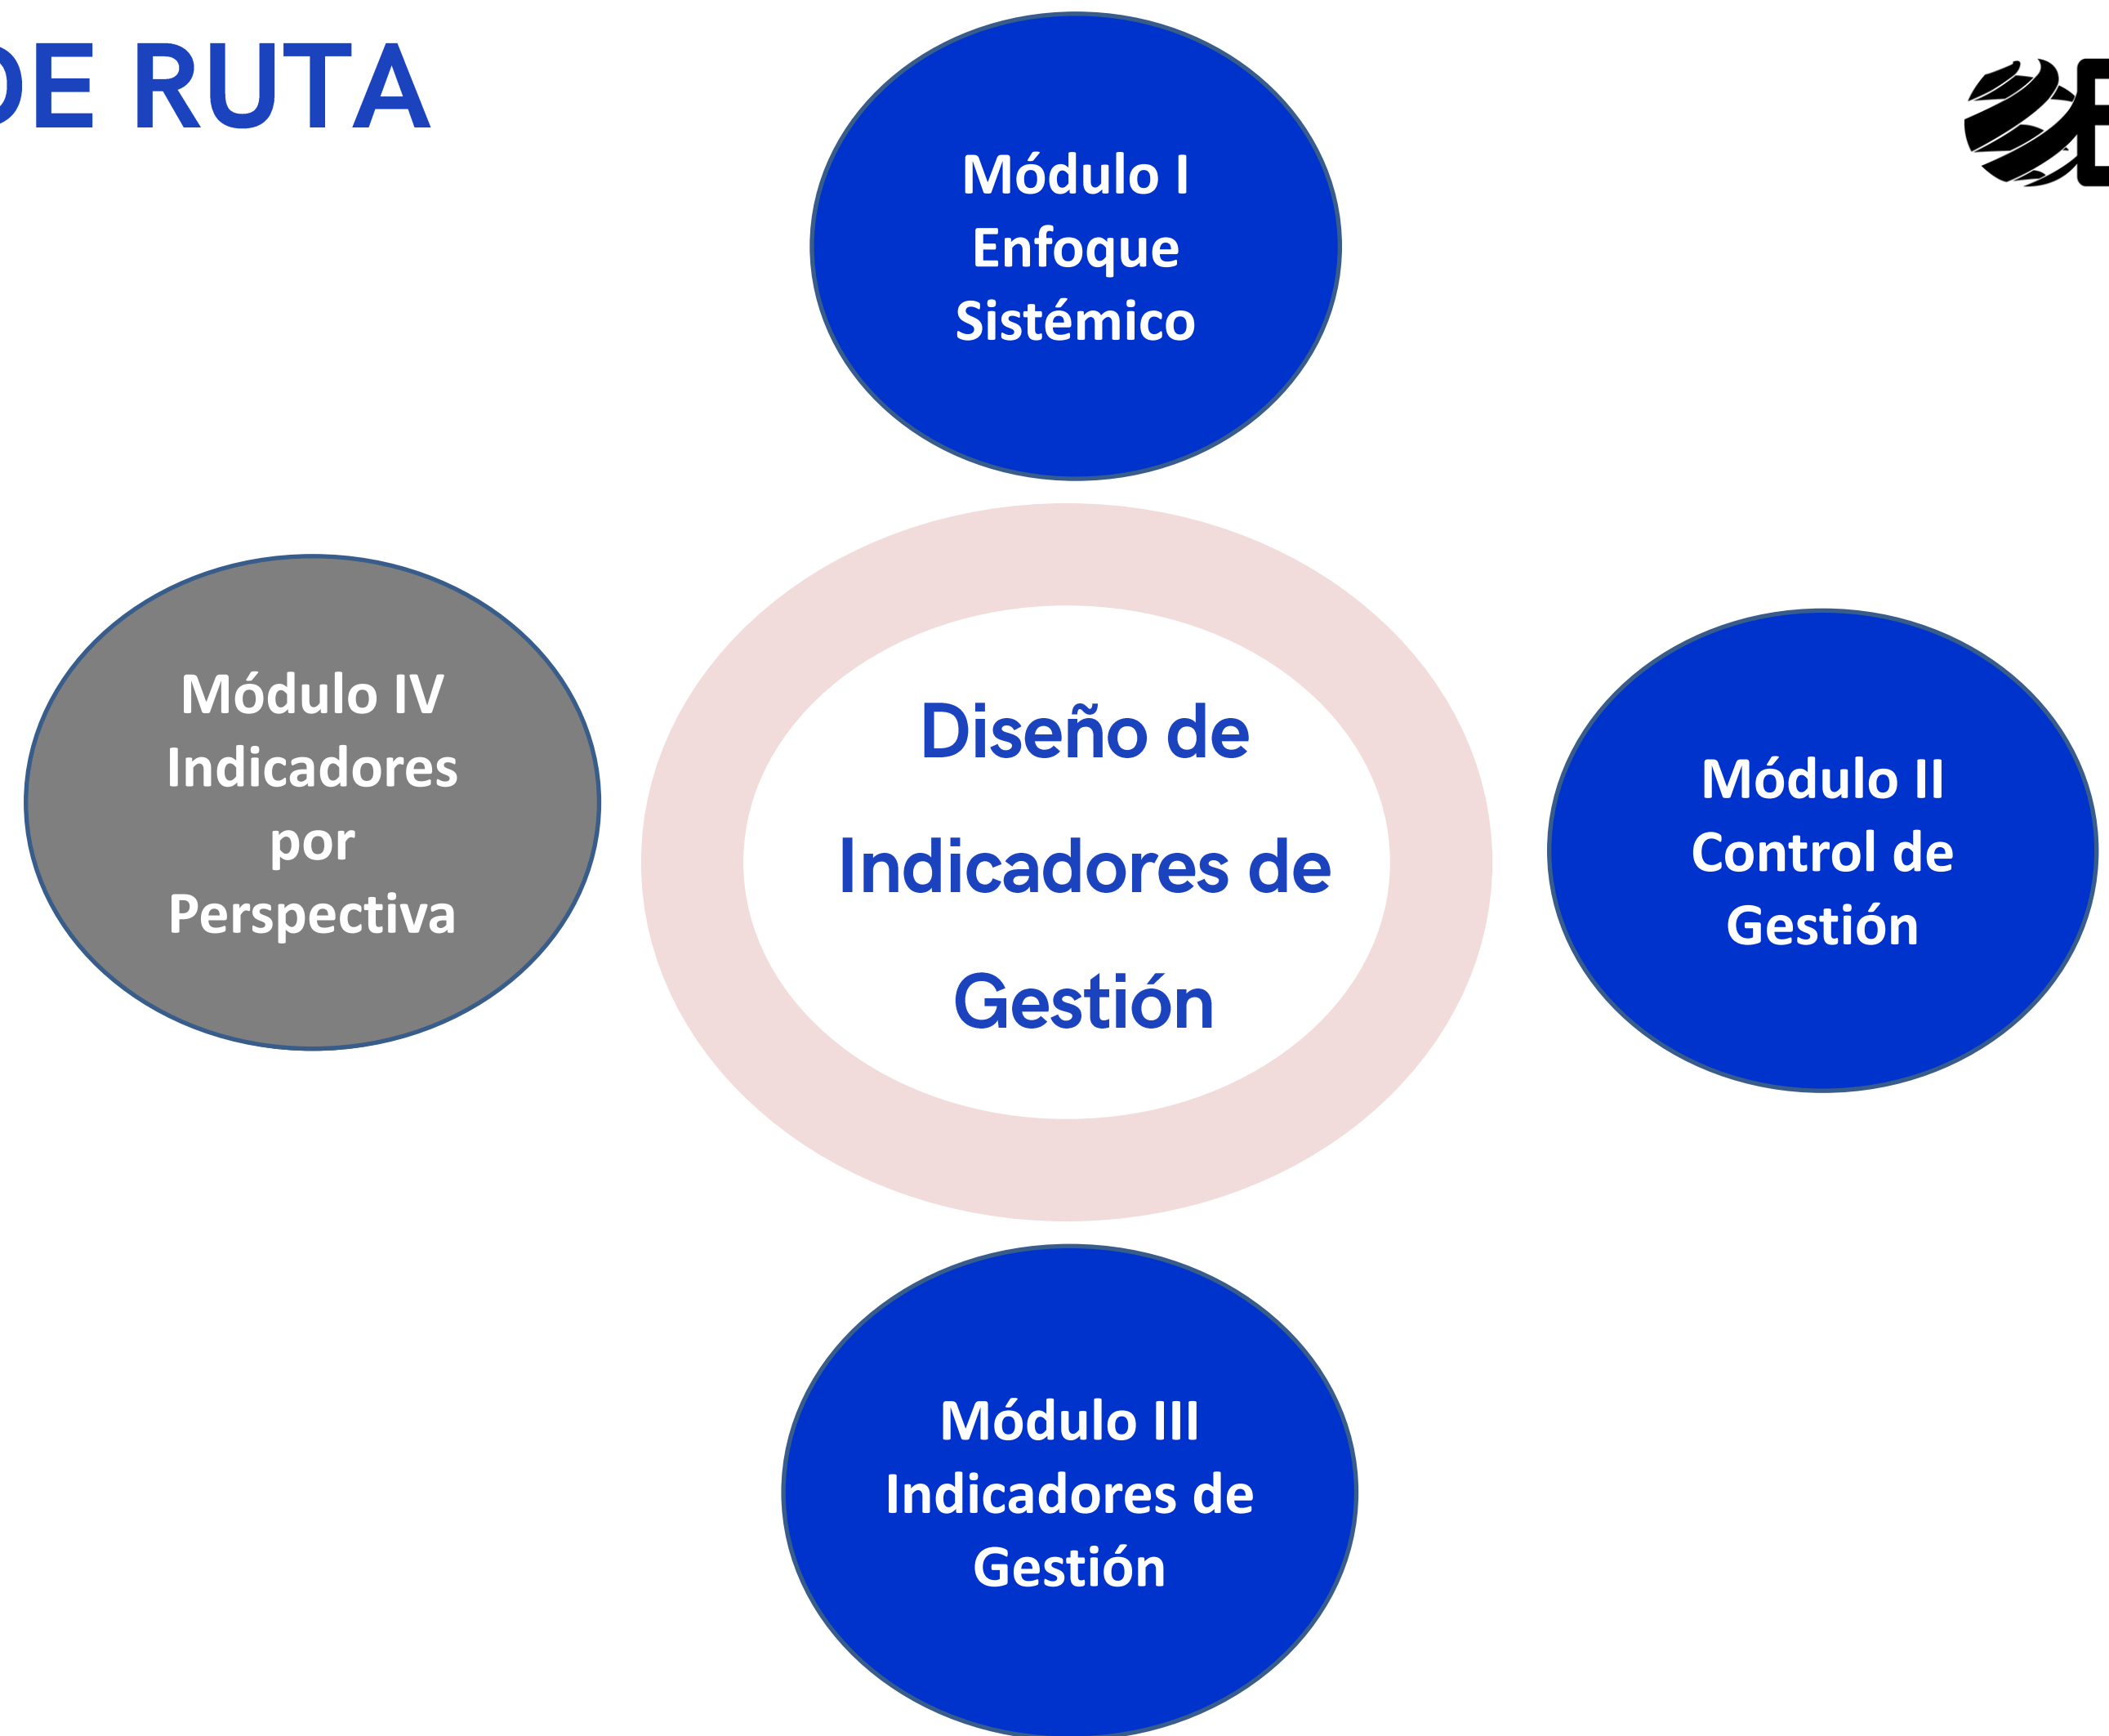 DE RUTA
Módulo I
Enfoque
Sistémico
Módulo IV
Indicadores
por
Perspectiva
Diseño de
Indicadores de
Gestión
Módulo II
Control de
Gestión
Módulo III
Indicadores de
Gestión